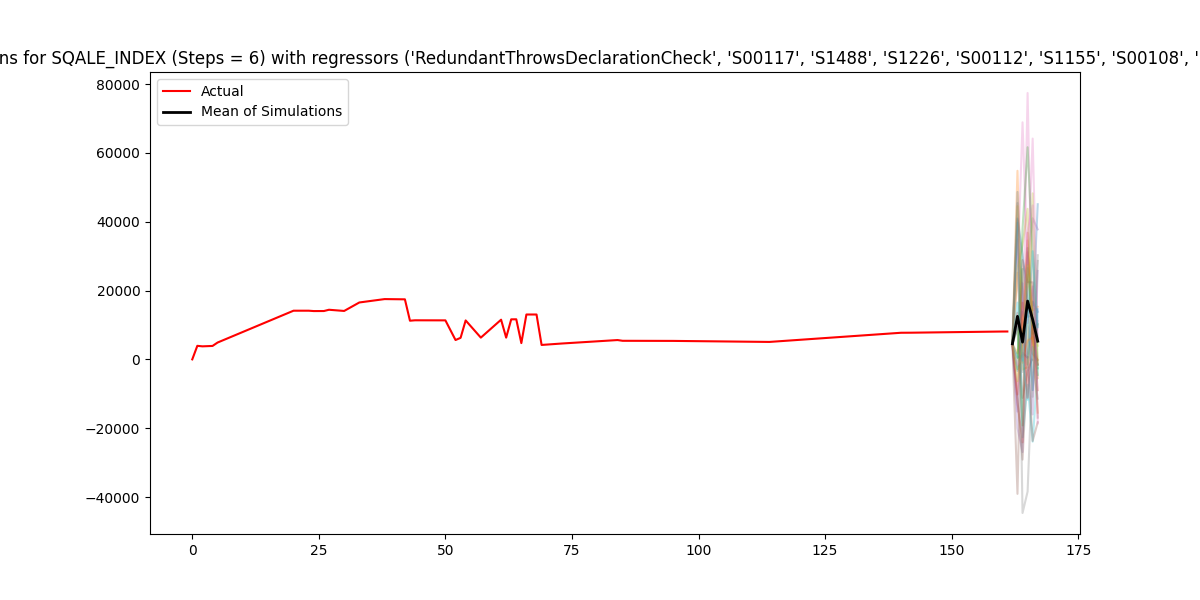 ns for SQALE_INDEX (Steps = 6) with regressors ('RedundantThrowsDeclarationCheck', 'S00117', 'S1488', 'S1226', 'S00112', 'S1155', 'S00108', '
Actual
Mean of Simulations
80000
60000
40000
20000
0
−20000
−40000
0 25 50 75 100 125 150 175